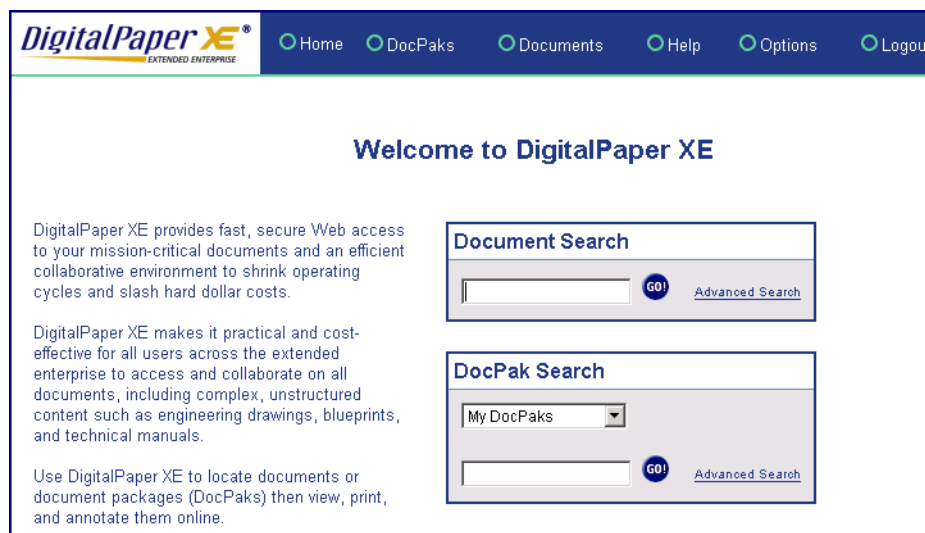 DigitalPaper XE®
EXTENDED ENTERPRISE
Home DocPaks Documents Help Options Logou
Welcome to DigitalPaper XE
DigitalPaper XE provides fast, secure Web access
to your mission-critical documents and an efficient
collaborative environment to shrink operating
cycles and slash hard dollar costs.
DigitalPaper XE makes it practical and cost-
effective for all users across the extended
enterprise to access and collaborate on all
documents, including complex, unstructured
content such as engineering drawings, blueprints,
and technical manuals.
Use DigitalPaper XE to locate documents or
document packages (DocPaks) then view, print,
and annotate them online.
Document Search
GO! Advanced Search
DocPak Search
My DocPaks
GO! Advanced Search